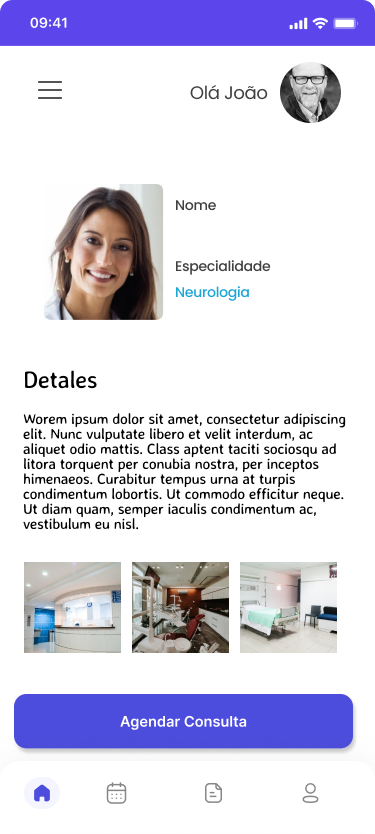 09:41
Olá João
Nome
Especialidade
Neurologia
Detales
Worem ipsum dolor sit amet, consectetur adipiscing
elit. Nunc vulputate libero et velit interdum, ac
aliquet odio mattis. Class aptent taciti sociosqu ad
litora torquent per conubia nostra, per inceptos
himenaeos. Curabitur tempus urna at turpis
condimentum lobortis. Ut commodo efficitur neque.
Ut diam quam, semper iaculis condimentum ac,
vestibulum eu nisl.
Agendar Consulta